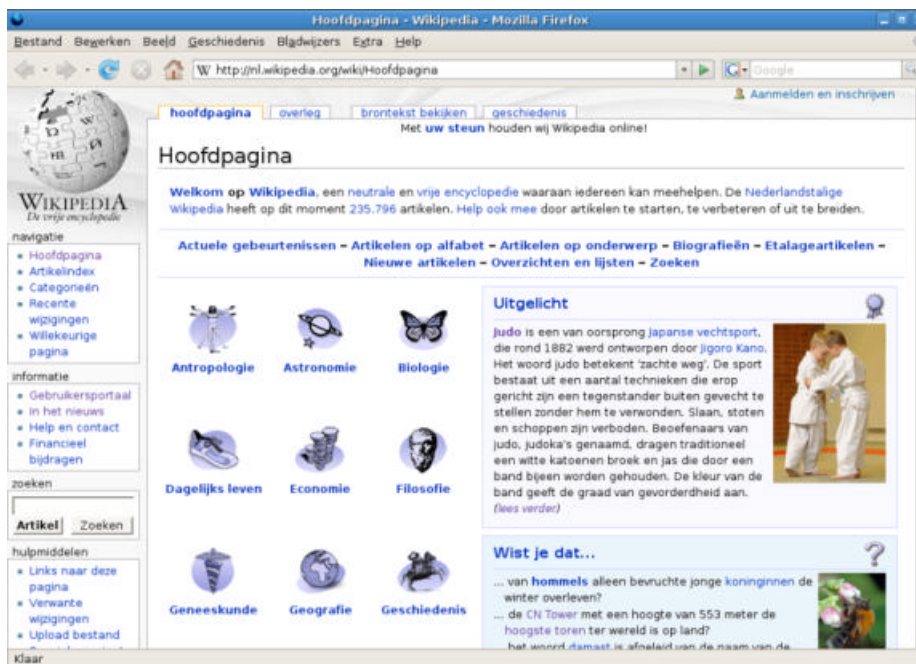 Hoofdpagina - Wikipedia - Mozilla Firefox
Bestand Bewerken Beeld Geschiedenis Bladwijzers Extra Help
W http://nl.wikipedia.org/wiki/Hoofdpagina
G Google
Aanmelden en inschrijven
hoofdpagina overleg brontekst bekijken geschiedenis
Met uw steun houden wij Wikipedia online!
WIKIPEDIA
De vrije encyclopedie
navigatie
Hoofdpagina
Artikelindex
Categorieën
Recente
wijzigingen
Willekeurige
pagina
informatie
Gebruikersportaal
In het nieuws
Help en contact
Financieel
bijdragen
zoeken
Artikel Zoeken
hulpmiddelen
Links naar deze
pagina
Verwante
wijzigingen
Upload bestand
Hoofdpagina
Welkom op Wikipedia, een neutrale en vrije encyclopedie waaraan iedereen kan meehelpen. De Nederlandstalige
Wikipedia heeft op dit moment 235.796 artikelen. Help ook mee door artikelen te starten, te verbeteren of uit te breiden.
Actuele gebeurtenissen – Artikelen op alfabet – Artikelen op onderwerp – Biografieën – Etalageartikelen –
Nieuwe artikelen – Overzichten en lijsten – Zoeken
Antropologie Astronomie Biologie
Dagelijks leven Economie Filosofie
Geneeskunde Geografie Geschiedenis
Uitgelicht
Judo is een van oorsprong Japanse vechtsport,
die rond 1882 werd ontworpen door Jigoro Kano.
Het woord judo betekent 'zachte weg'. De sport
bestaat uit een aantal technieken die erop
gericht zijn een tegenstander buiten gevecht te
stellen zonder hem te verwonden. Slaan, stoten
en schoppen zijn verboden. Beoefenaars van
judo, judoka's genaamd, dragen traditioneel
een witte katoenen broek en jas die door een
band bijeen worden gehouden. De kleur van de
band geeft de graad van gevorderdheid aan.
(lees verder)
Wist je dat...
... van hommels alleen bevruchte jonge koninginnen de
winter overleven?
... de CN Tower met een hoogte van 553 meter de
hoogste toren ter wereld is op land?
... het woord damast is afgeleid van de naam van de
Klaar